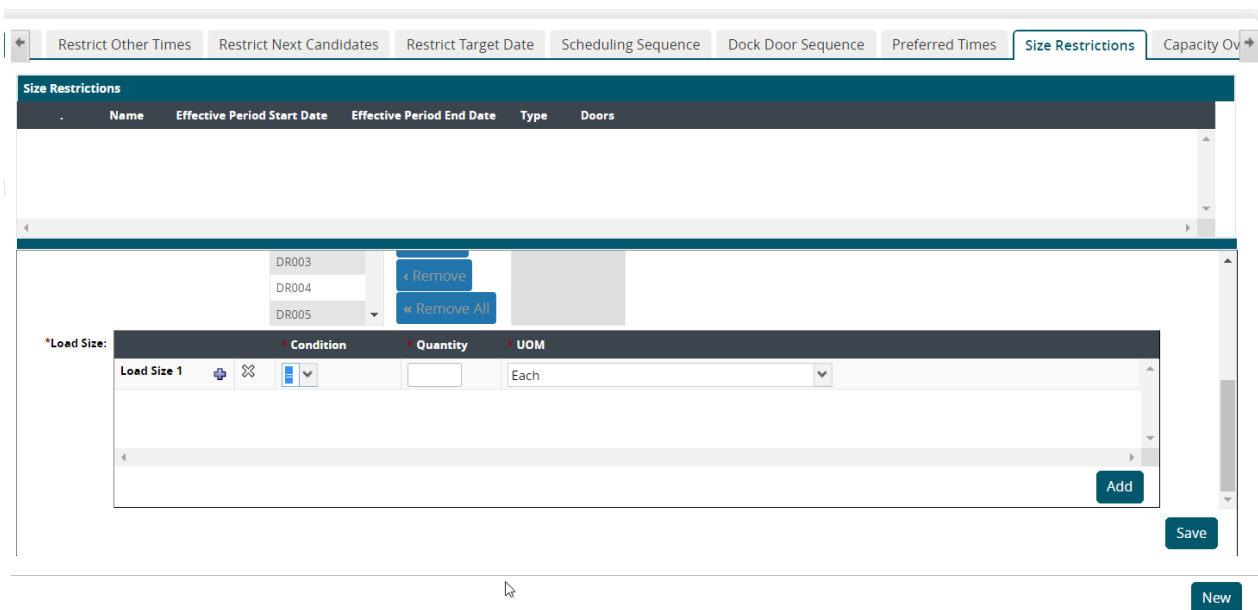 Restrict Other Times Restrict Next Candidates Restrict Target Date Scheduling Sequence Dock Door Sequence Preferred Times Size Restrictions Capacity Ov
Size Restrictions
. Name Effective Period Start Date Effective Period End Date Type Doors
DR003
‹ Remove
DR004
« Remove All
DR005
*Load Size: * Condition * Quantity * UOM
Load Size 1 = Each
Add
Save
New